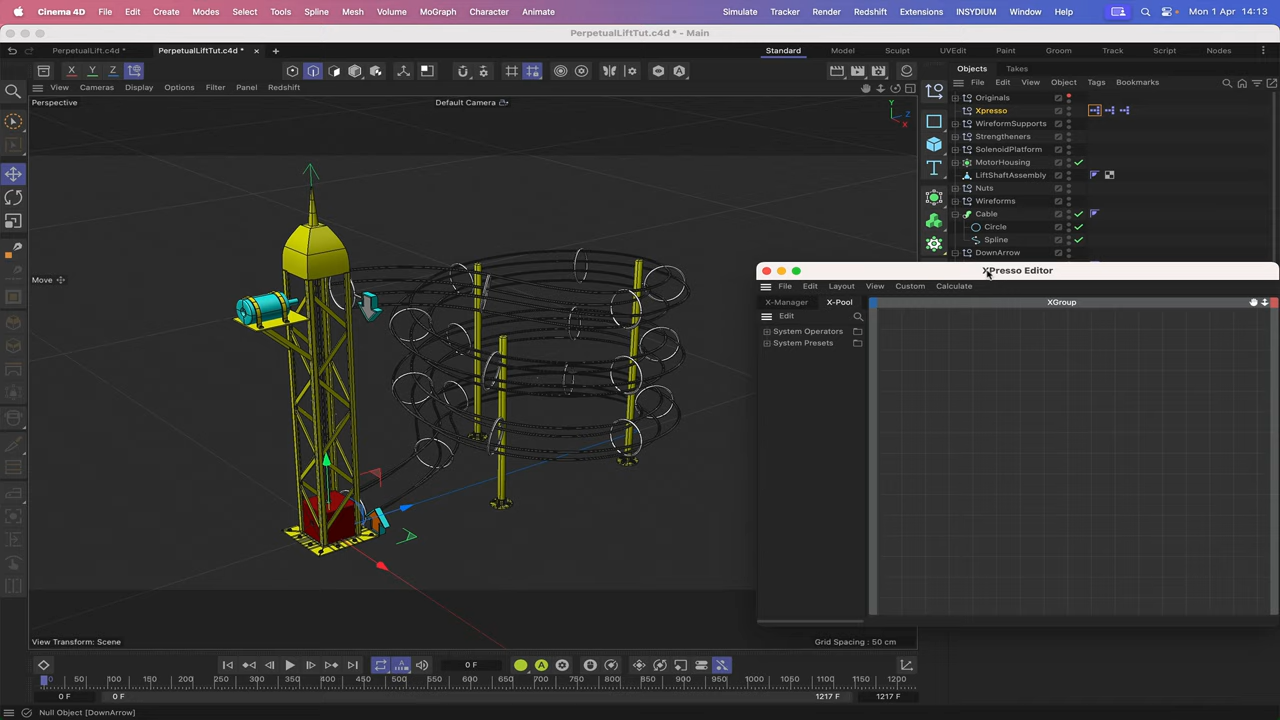 Cinema 4D File Edit Create Modes Select Tools Spline Mesh Volume MoGraph Character Animate Simulate Tracker Render Redshift Extensions INSYDIUM Window Help Mon 1 Apr 14:13
PerpetualLiftTut.c4d * - Main
PerpetualLift.c4d * PerpetualLiftTut.c4d * Standard Model Sculpt UVEdit Paint Groom Track Script Nodes
X Y Z
Objects Takes
View Cameras Display Options Filter Panel Redshift
File Edit View Object Tags Bookmarks
Perspective
Default Camera
Y
Z
X
Originals
Xpresso
WireformSupports
Strengtheners
SolenoidPlatform
MotorHousing
LiftShaftAssembly
Nuts
Wireforms
Cable
Circle
Spline
DownArrow
Move
XPresso Editor
File Edit Layout View Custom Calculate
X-Manager X-Pool XGroup
Edit
System Operators
System Presets
View Transform: Scene
Grid Spacing : 50 cm
0 F
0 50 100 150 200 250 300 350 400 450 500 550 600 650 700 750 800 850 900 950 1000 1050 1100 1150 1200
0 F 0 F 1217 F 1217 F
Null Object [DownArrow]